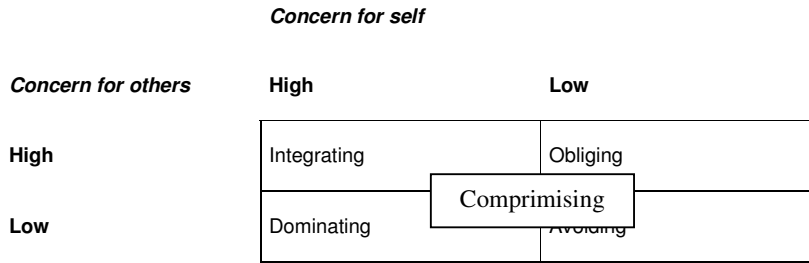 Concern for self
Concern for others High Low
High Integrating Obliging
Comprimising
Low Dominating Avoiding